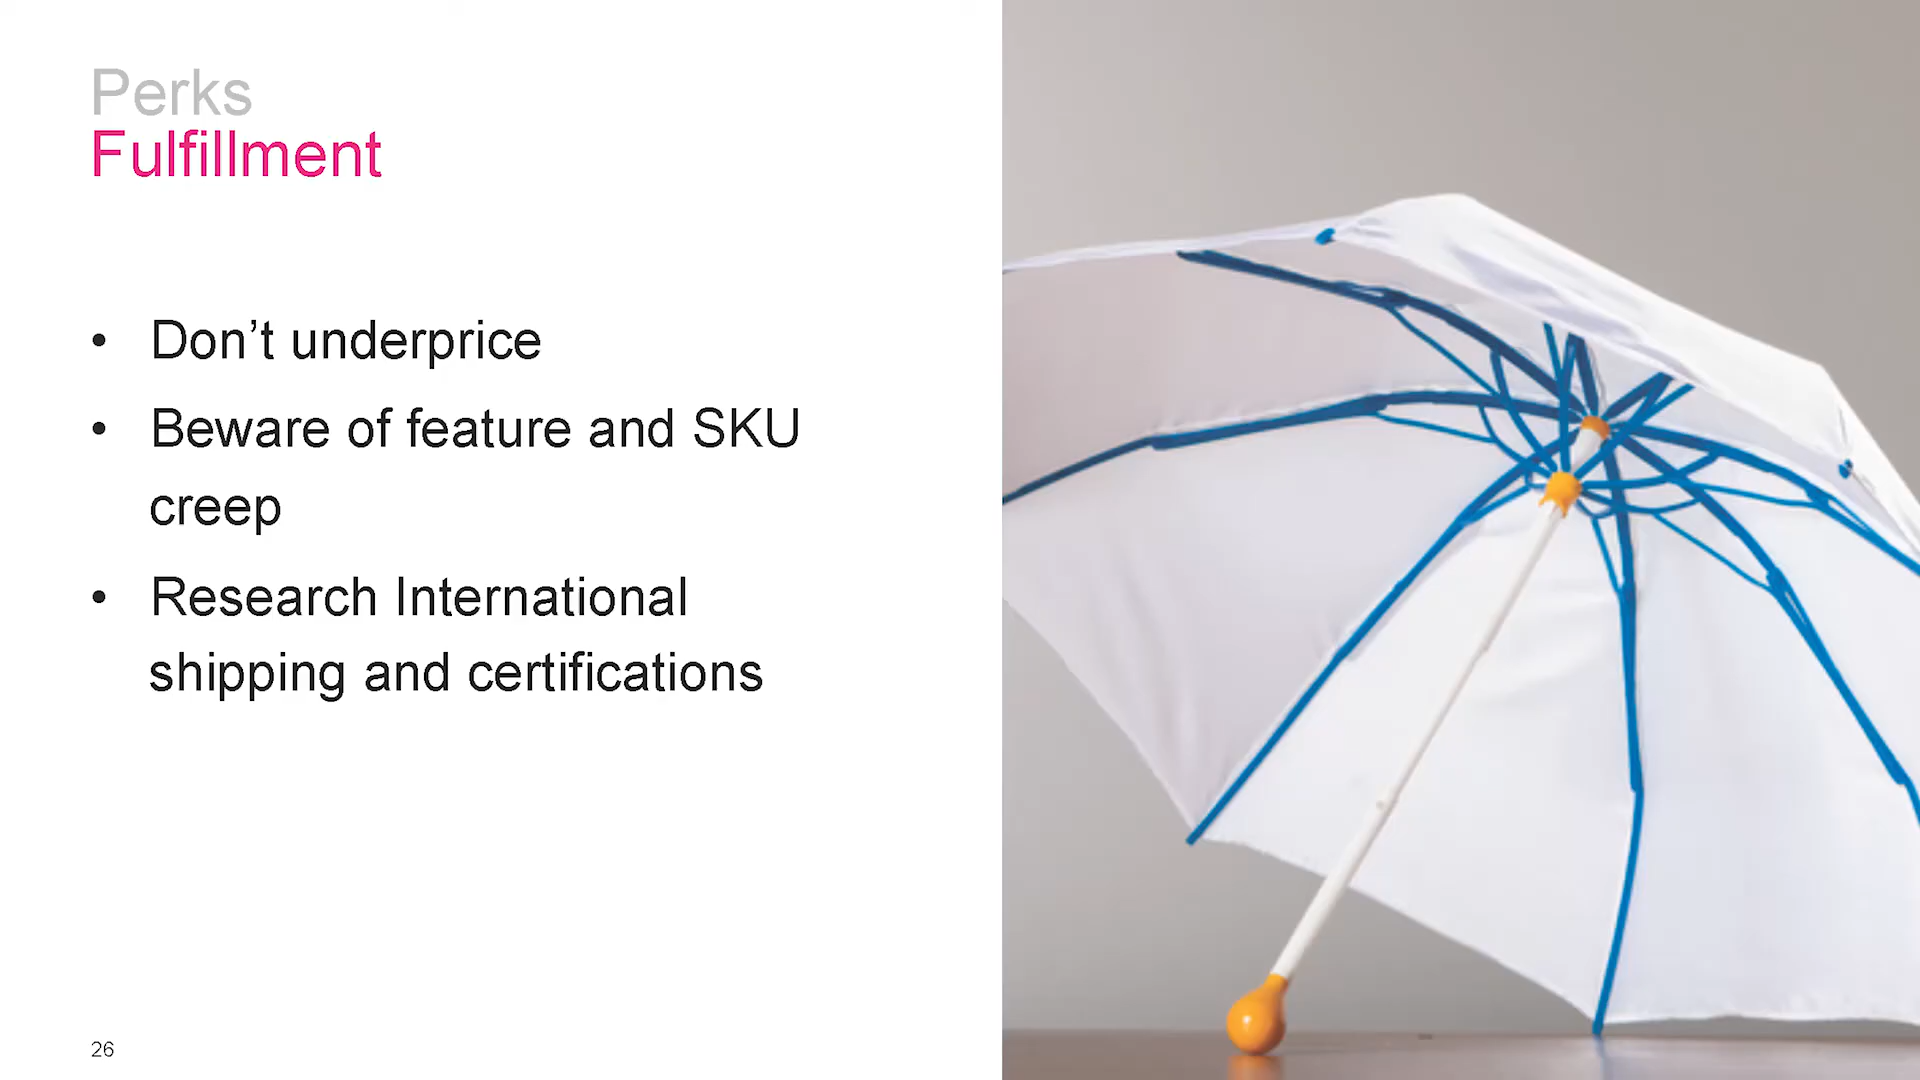 Perks
Fulfillment
• Don’t underprice
• Beware of feature and SKU
creep
• Research International
shipping and certifications
26